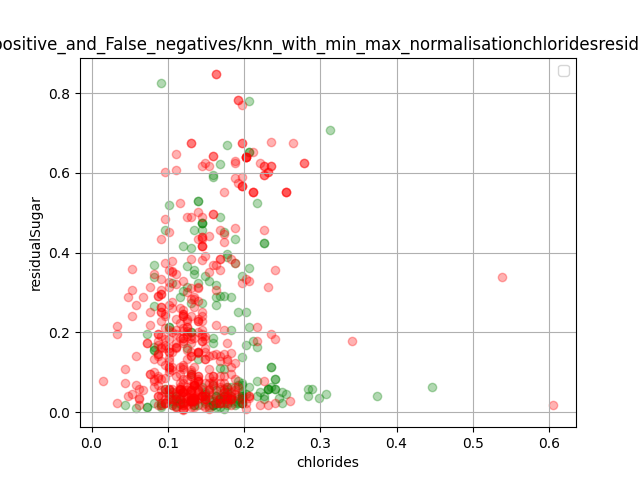 positive_and_False_negatives/knn_with_min_max_normalisationchloridesresid
residualSugar
0.8
0.6
0.4
0.2
0.0
0.0 0.1 0.2 0.3 0.4 0.5 0.6
chlorides